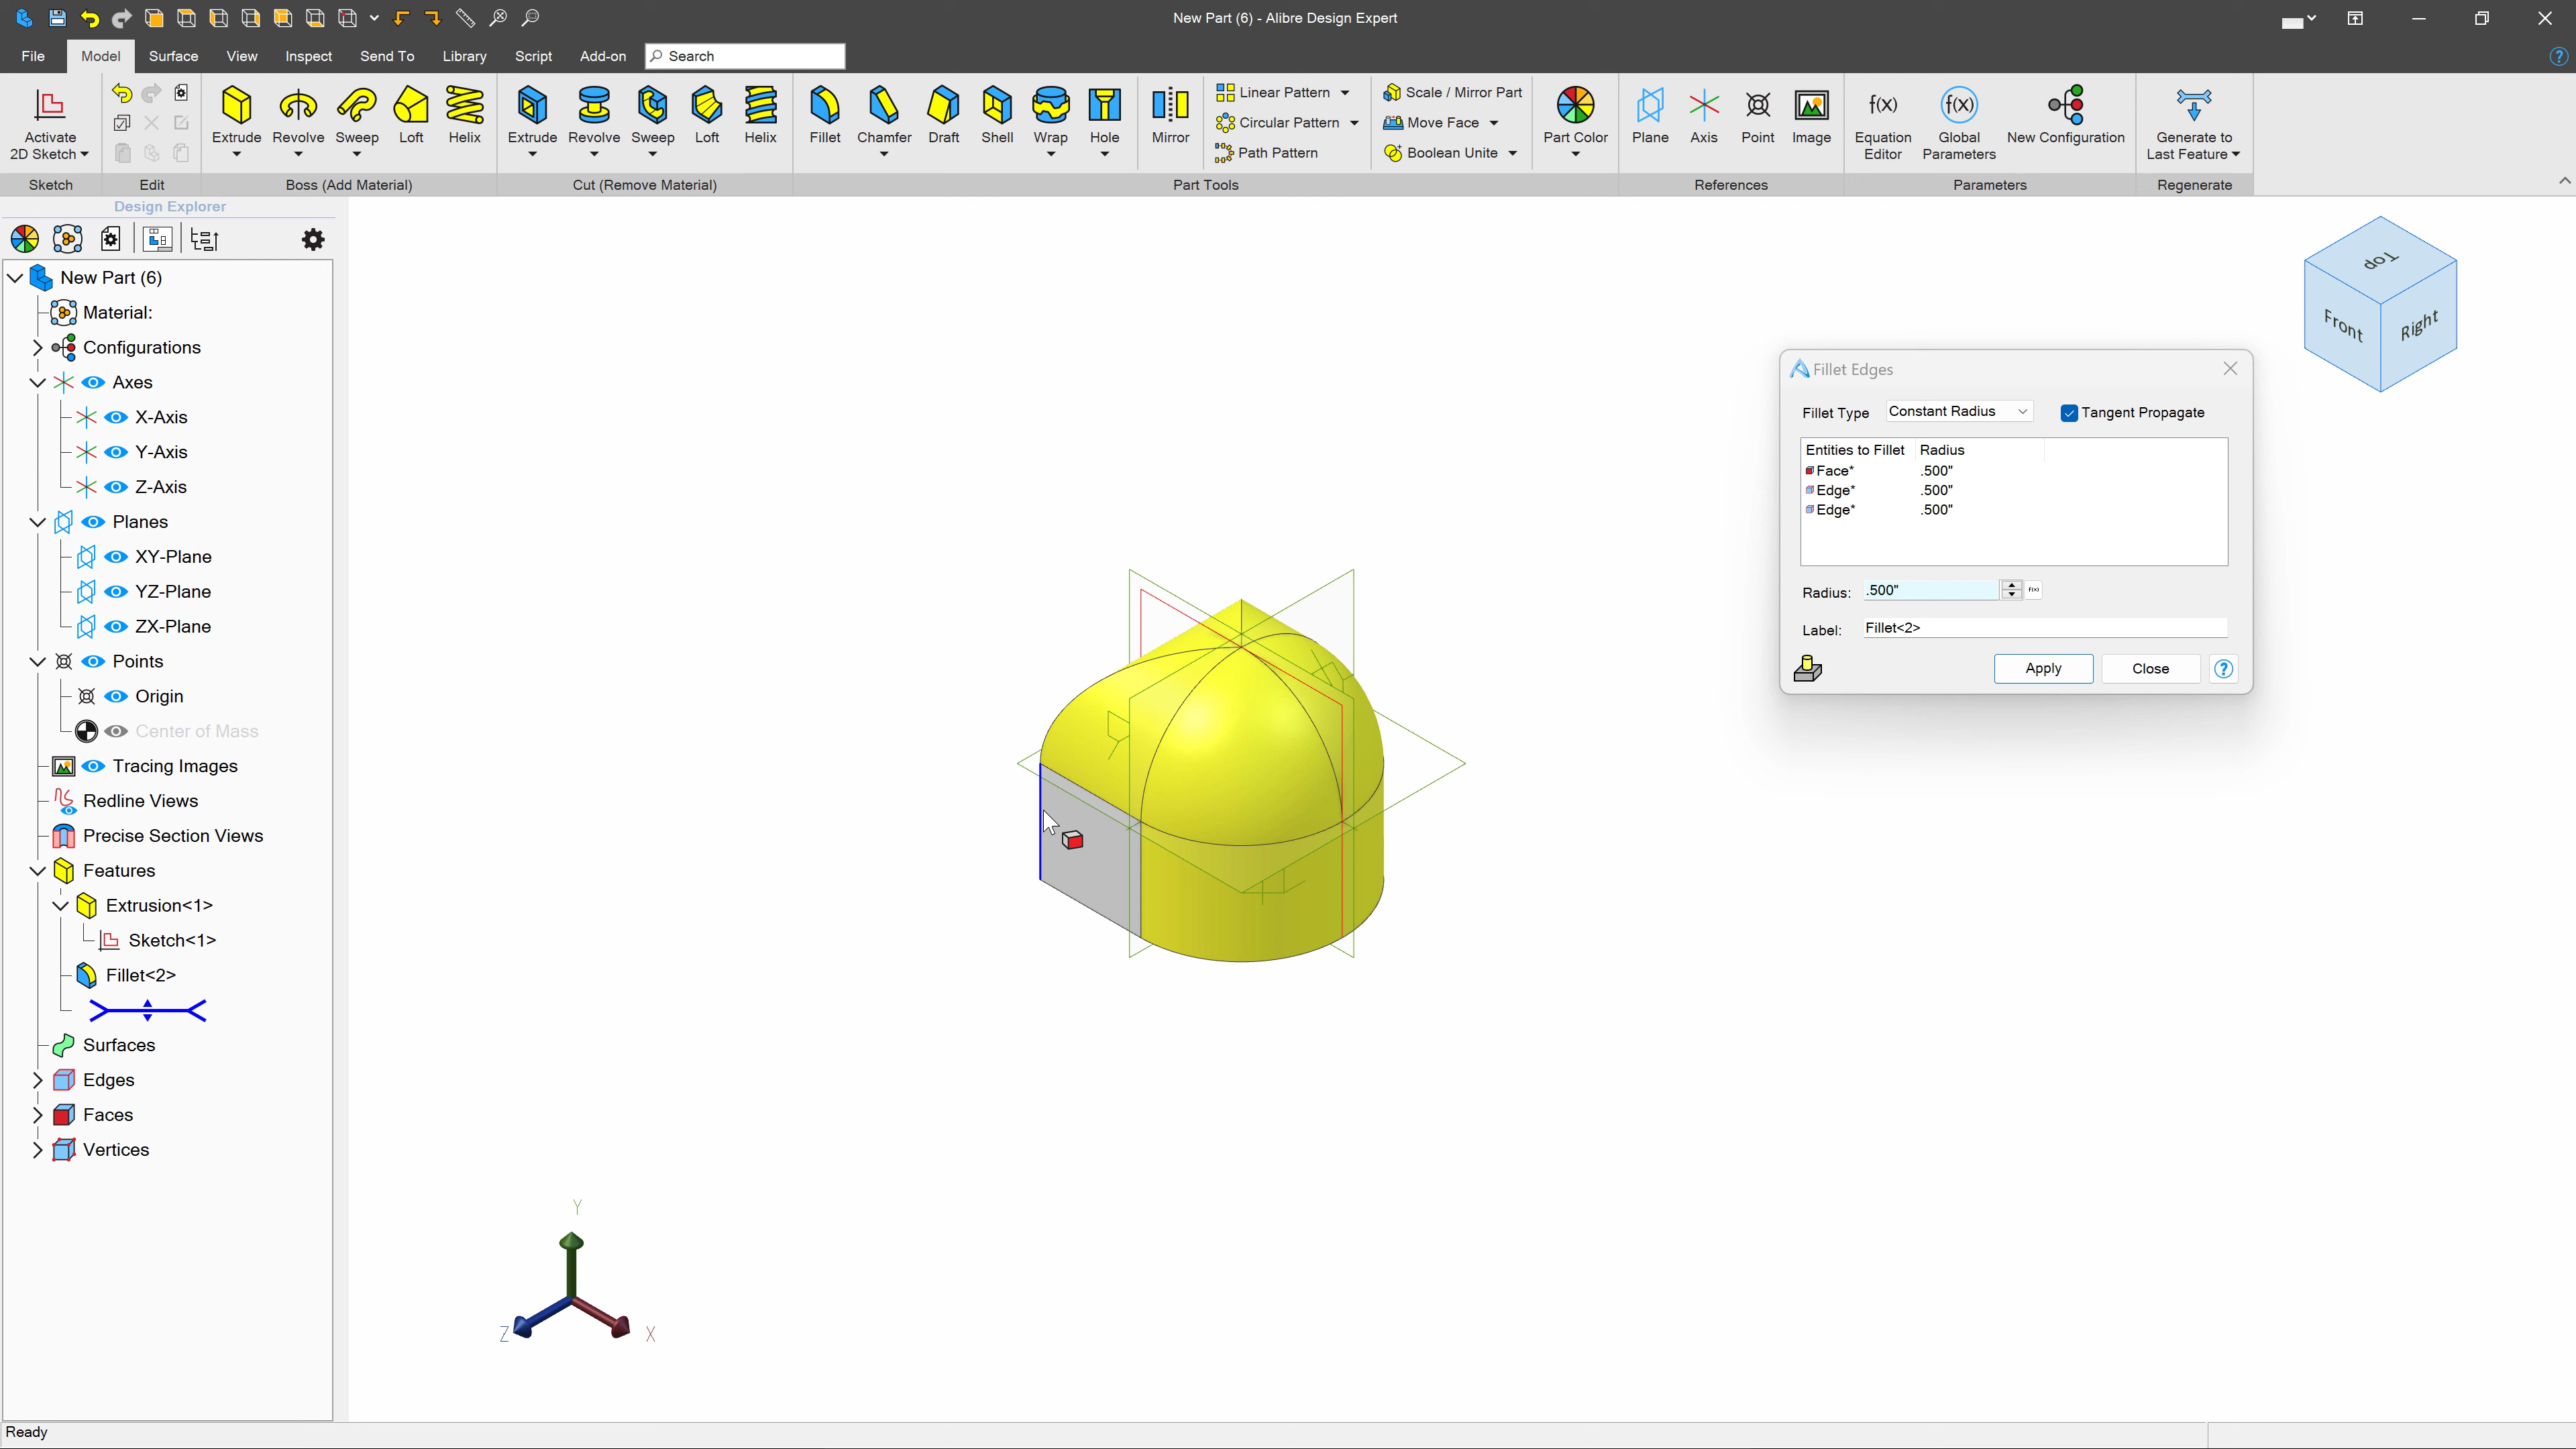 New Part (6) - Alibre Design Expert
File Model Surface View Inspect Send To Library Script Add-on Search
Activate 2D Sketch
Extrude Revolve Sweep Loft Helix
Extrude Revolve Sweep Loft Helix
Fillet Chamfer Draft Shell Wrap Hole Mirror
Linear Pattern
Circular Pattern
Path Pattern
Scale / Mirror Part
Move Face
Boolean Unite
Part Color
Plane Axis Point Image
f(x) Equation Editor
f(x) Global Parameters
New Configuration
Generate to Last Feature
Sketch Edit Boss (Add Material) Cut (Remove Material) Part Tools References Parameters Regenerate
Design Explorer
New Part (6)
Material:
Configurations
Axes
X-Axis
Y-Axis
Z-Axis
Planes
XY-Plane
YZ-Plane
ZX-Plane
Points
Origin
Center of Mass
Tracing Images
Redline Views
Precise Section Views
Features
Extrusion<1>
Sketch<1>
Fillet<2>
Surfaces
Edges
Faces
Vertices
Top
Front
Right
Fillet Edges
Fillet Type Constant Radius Tangent Propagate
Entities to Fillet Radius
Face* .500"
Edge* .500"
Edge* .500"
Radius: .500" f(x)
Label: Fillet<2>
Apply Close ?
Y
Z X
Ready